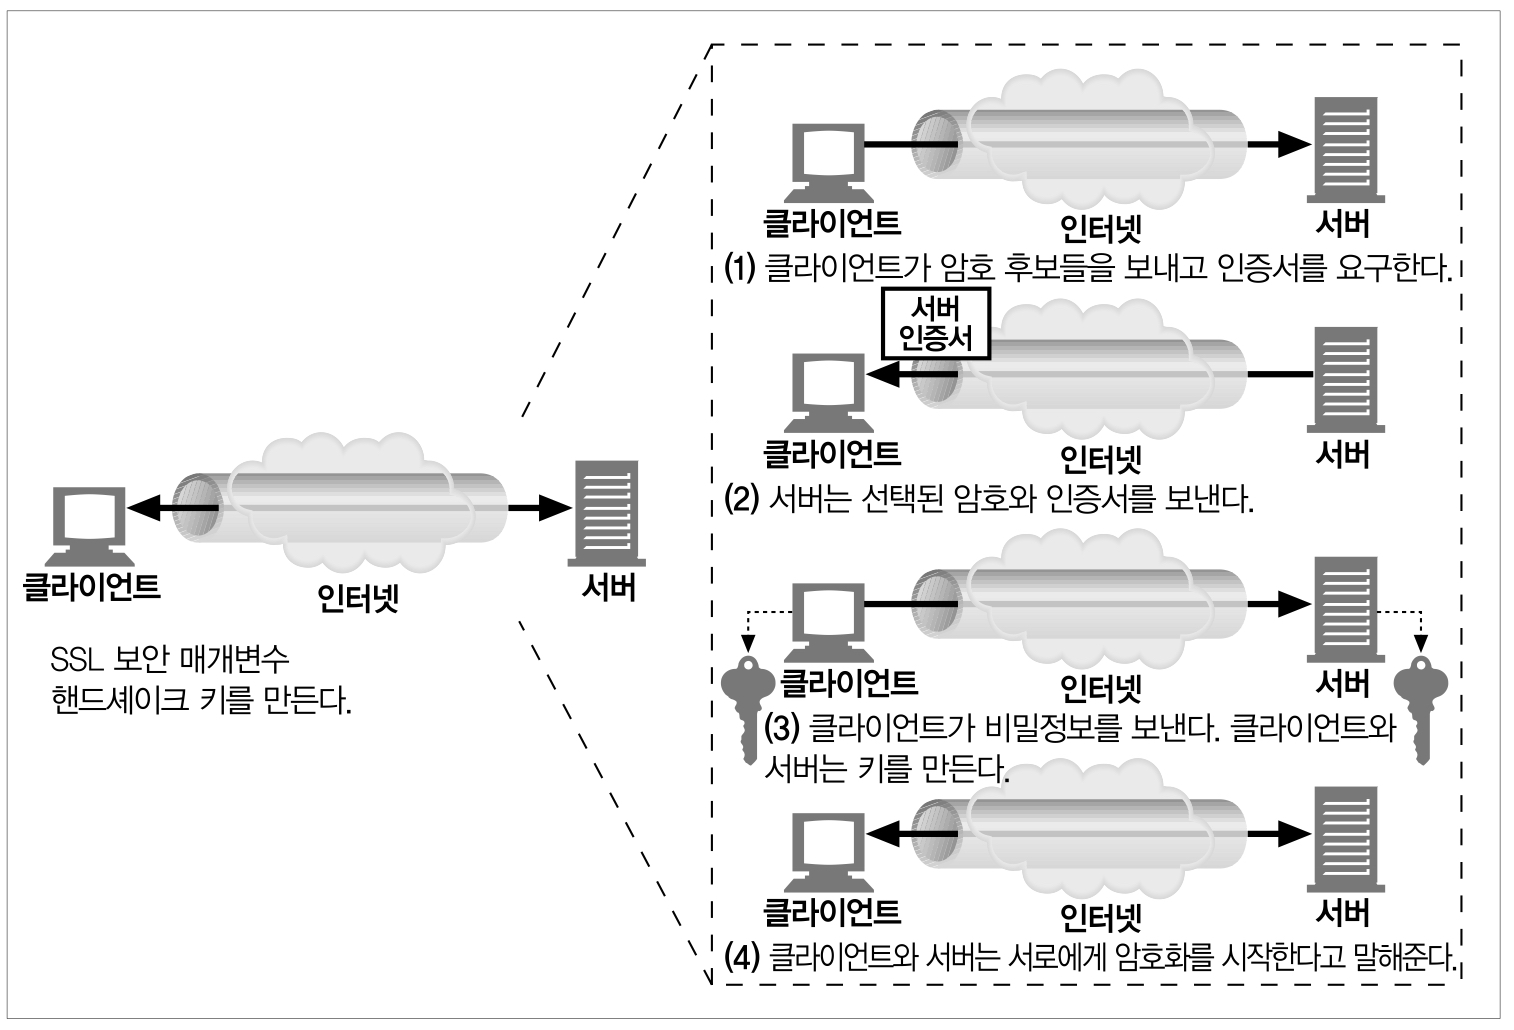 클라이언트
인터넷
서버
SSL 보안 매개변수
핸드셰이크 키를 만든다.
클라이언트
인터넷
서버
(1) 클라이언트가 암호 후보들을 보내고 인증서를 요구한다.
서버
인증서
클라이언트
인터넷
서버
(2) 서버는 선택된 암호와 인증서를 보낸다.
클라이언트
인터넷
서버
(3) 클라이언트가 비밀정보를 보낸다. 클라이언트와
서버는 키를 만든다.
클라이언트
인터넷
서버
(4) 클라이언트와 서버는 서로에게 암호화를 시작한다고 말해준다.